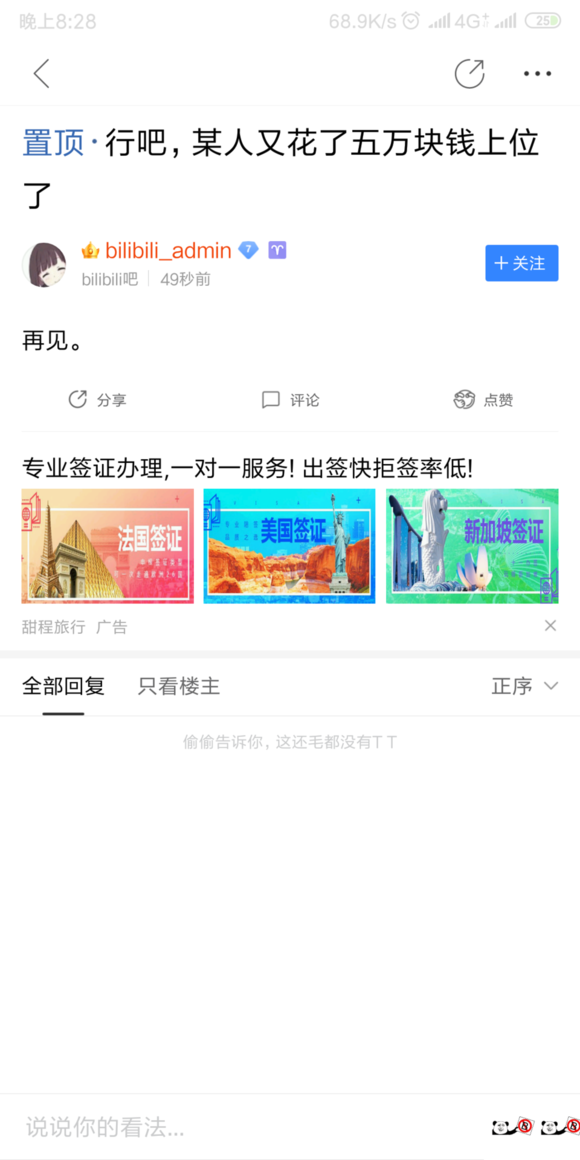 晚上8:28
68.9K/s
4G+
25
置顶·行吧，某人又花了五万块钱上位
了
bilibili_admin 7
bilibili吧 49秒前
+关注
再见。
分享
评论
点赞
专业签证办理,一对一服务! 出签快拒签率低!
法国签证
美国签证
新加坡签证
甜程旅行 广告
全部回复
只看楼主
正序
偷偷告诉你，这还毛都没有T T
说说你的看法...